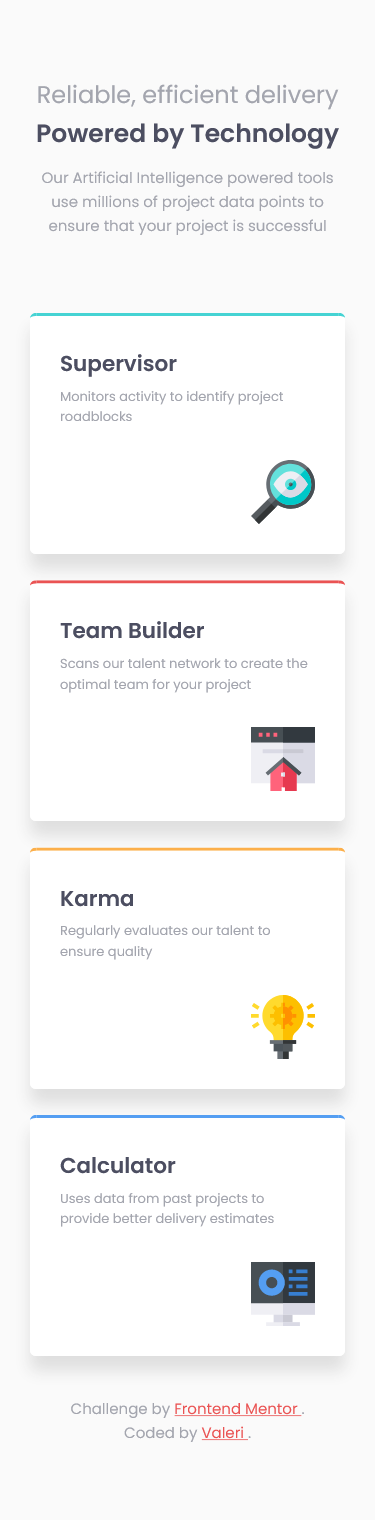 Reliable, efficient delivery
Powered by Technology
Our Artificial Intelligence powered tools
use millions of project data points to
ensure that your project is successful
Supervisor
Monitors activity to identify project
roadblocks
Team Builder
Scans our talent network to create the
optimal team for your project
Karma
Regularly evaluates our talent to
ensure quality
Calculator
Uses data from past projects to
provide better delivery estimates
Challenge by Frontend Mentor .
Coded by Valeri .